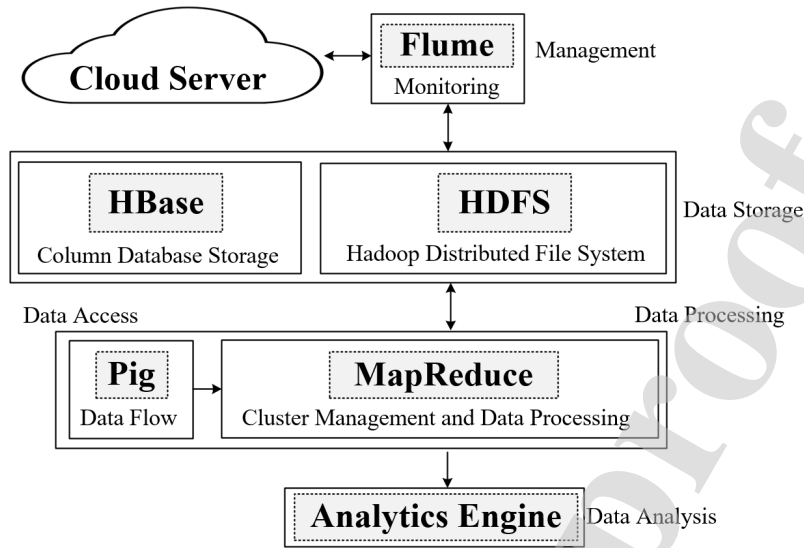 Flume
Management
Cloud Server
Monitoring
HBase
HDFS
Data Storage
Column Database Storage
Hadoop Distributed File System
Data Access
Data Processing
Pig
MapReduce
Data Flow
Cluster Management and Data Processing
Analytics Engine
Data Analysis
proof